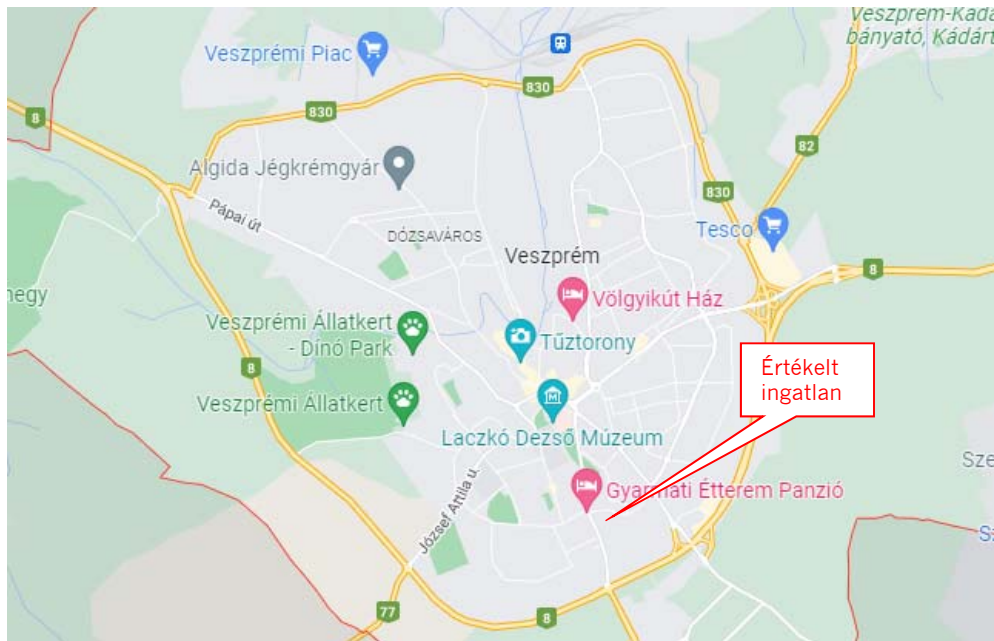 Veszprém-Káda
bányató, Kádárt
Veszprémi Piac
830
8
830
82
Algida Jégkrémgyár
830
Pápai út
DÓZSAVÁROS
Tesco
Veszprém
8
negy
Völgyikút Ház
Veszprémi Állatkert
- Dínó Park
Tűztorony
8
Értékelt
ingatlan
Veszprémi Állatkert
M
Laczkó Dezső Múzeum
Sze
Gyarmati Étterem Panzió
József Attila u.
S
77
8